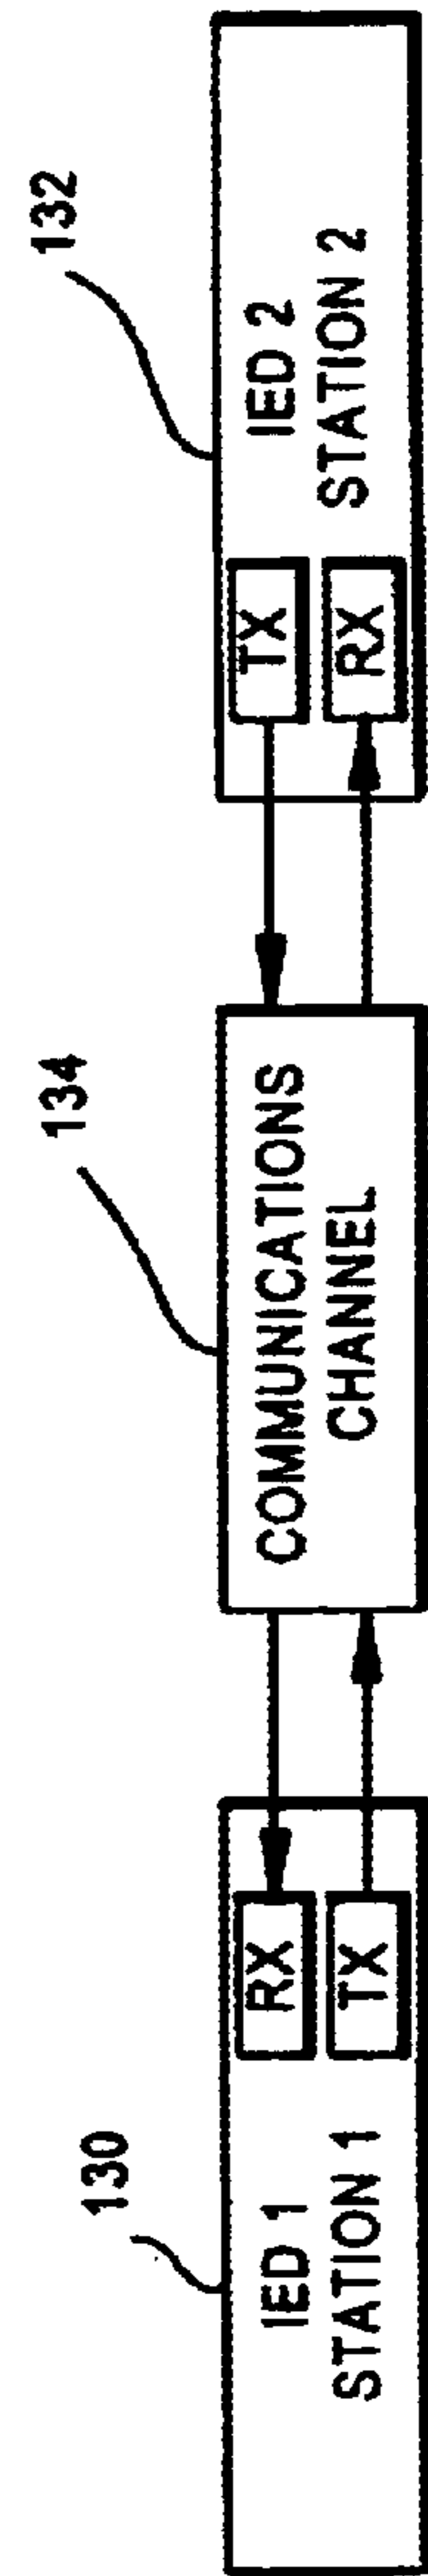 130
134
132
IED 1
STATION 1
RX
TX
COMMUNICATIONS
CHANNEL
TX
RX
IED 2
STATION 2